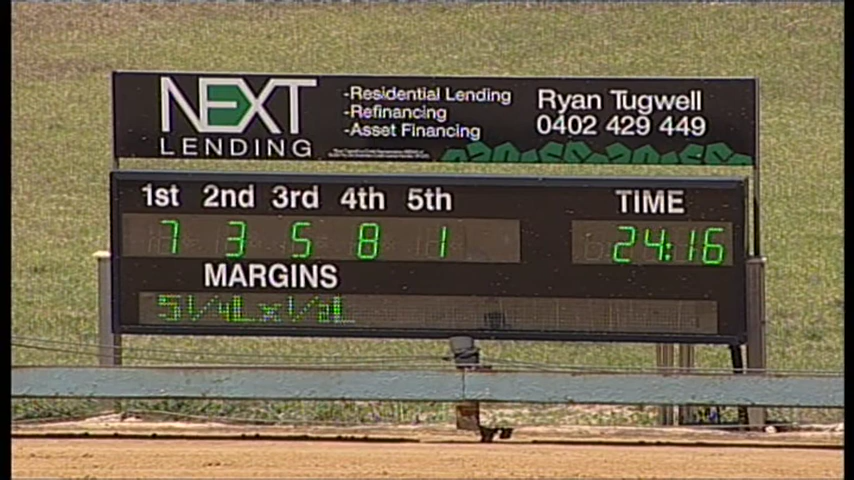 NEXT
LENDING
-Residential Lending
-Refinancing
-Asset Financing
Ryan Tugwell
0402 429 449
1st 2nd 3rd 4th 5th TIME
7 3 5 8 1 24:16
MARGINS
5 1/4L x 1/2L